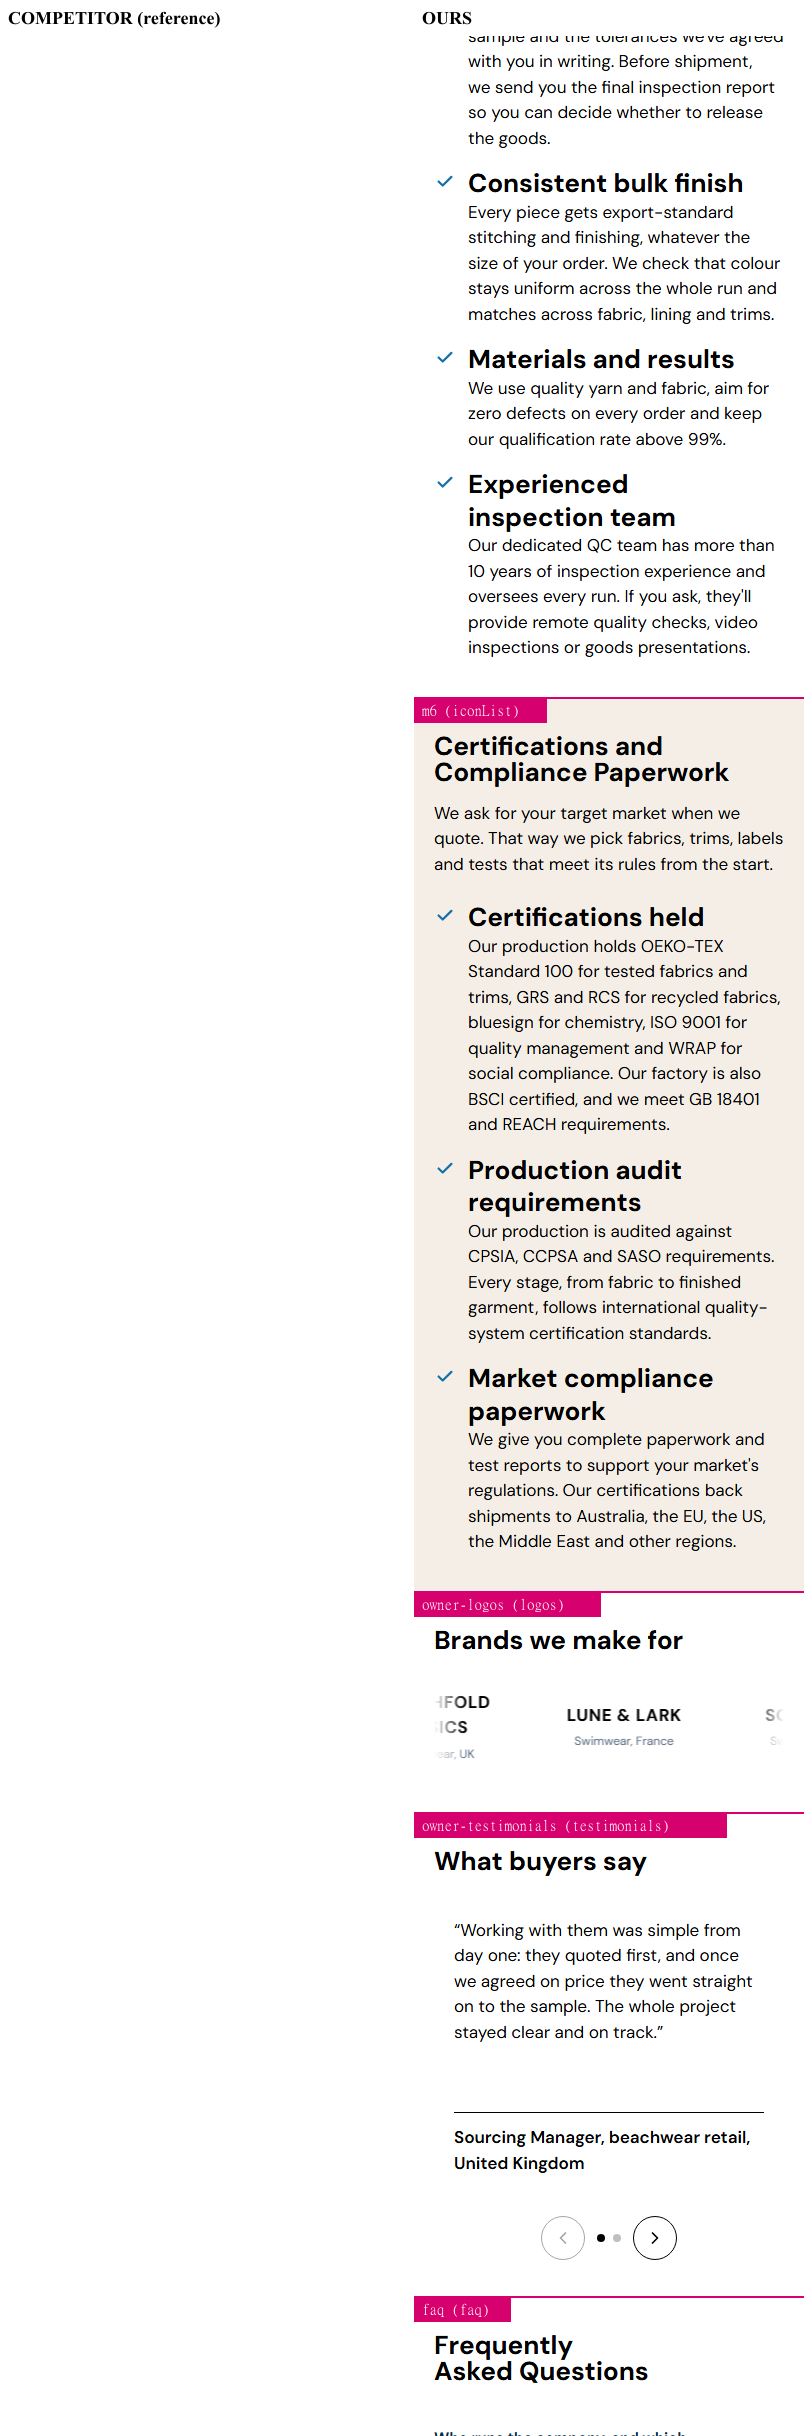 COMPETITOR (reference)
OURS
sample and the tolerances we've agreed
with you in writing. Before shipment,
we send you the final inspection report
so you can decide whether to release
the goods.
Consistent bulk finish
Every piece gets export-standard
stitching and finishing, whatever the
size of your order. We check that colour
stays uniform across the whole run and
matches across fabric, lining and trims.
Materials and results
We use quality yarn and fabric, aim for
zero defects on every order and keep
our qualification rate above 99%.
Experienced
inspection team
Our dedicated QC team has more than
10 years of inspection experience and
oversees every run. If you ask, they'll
provide remote quality checks, video
inspections or goods presentations.
m6 (iconList)
Certifications and
Compliance Paperwork
We ask for your target market when we
quote. That way we pick fabrics, trims, labels
and tests that meet its rules from the start.
Certifications held
Our production holds OEKO-TEX
Standard 100 for tested fabrics and
trims, GRS and RCS for recycled fabrics,
bluesign for chemistry, ISO 9001 for
quality management and WRAP for
social compliance. Our factory is also
BSCI certified, and we meet GB 18401
and REACH requirements.
Production audit
requirements
Our production is audited against
CPSIA, CCPSA and SASO requirements.
Every stage, from fabric to finished
garment, follows international quality-
system certification standards.
Market compliance
paperwork
We give you complete paperwork and
test reports to support your market's
regulations. Our certifications back
shipments to Australia, the EU, the US,
the Middle East and other regions.
owner-logos (logos)
Brands we make for
LUNE & LARK
Swimwear, France
UK
owner-testimonials (testimonials)
What buyers say
“Working with them was simple from
day one: they quoted first, and once
we agreed on price they went straight
on to the sample. The whole project
stayed clear and on track.”
Sourcing Manager, beachwear retail,
United Kingdom
faq (faq)
Frequently
Asked Questions